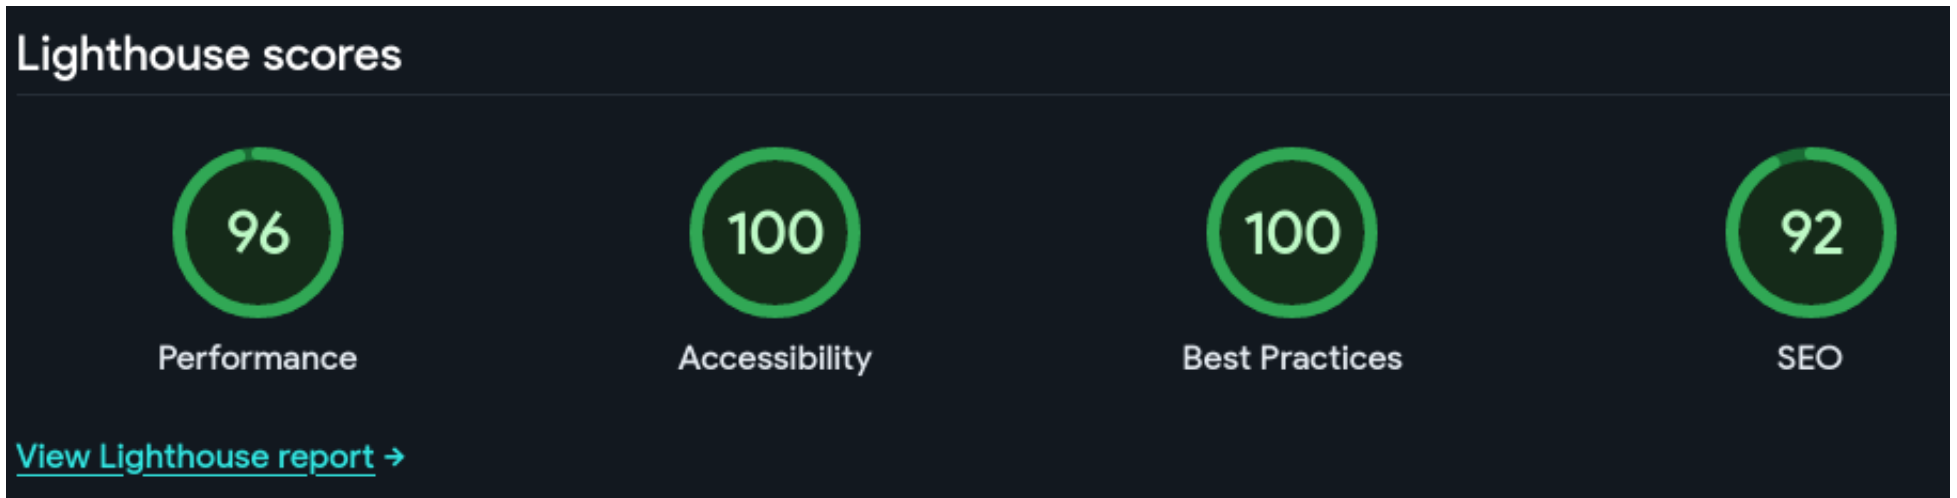 Lighthouse scores
96
100
100
92
Performance
Accessibility
Best Practices
SEO
View Lighthouse report →